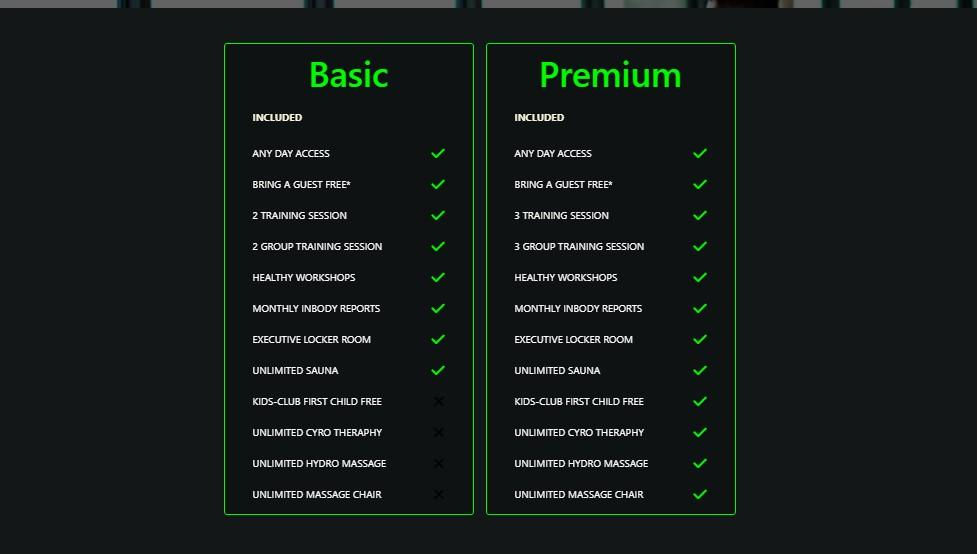 Basic
INCLUDED
ANY DAY ACCESS
BRING A GUEST FREE*
2 TRAINING SESSION
2 GROUP TRAINING SESSION
HEALTHY WORKSHOPS
MONTHLY INBODY REPORTS
EXECUTIVE LOCKER ROOM
UNLIMITED SAUNA
KIDS-CLUB FIRST CHILD FREE
UNLIMITED CYRO THERAPHY
UNLIMITED HYDRO MASSAGE
UNLIMITED MASSAGE CHAIR
Premium
INCLUDED
ANY DAY ACCESS
BRING A GUEST FREE*
3 TRAINING SESSION
3 GROUP TRAINING SESSION
HEALTHY WORKSHOPS
MONTHLY INBODY REPORTS
EXECUTIVE LOCKER ROOM
UNLIMITED SAUNA
KIDS-CLUB FIRST CHILD FREE
UNLIMITED CYRO THERAPHY
UNLIMITED HYDRO MASSAGE
UNLIMITED MASSAGE CHAIR